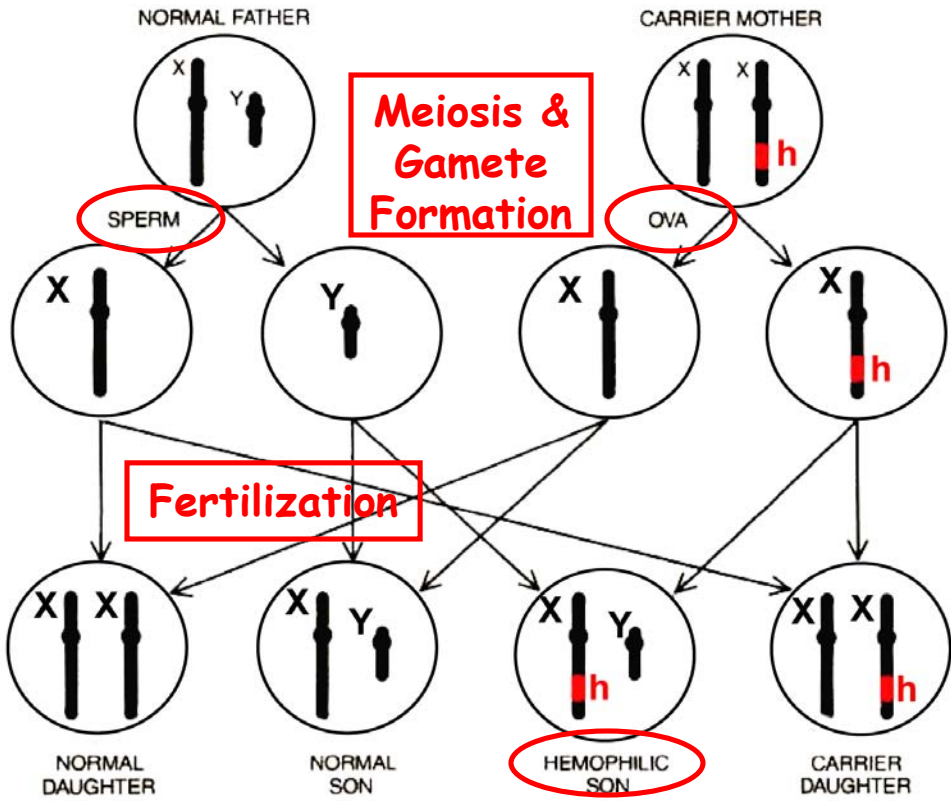 NORMAL FATHER
CARRIER MOTHER
X
Y
X
X
h
Meiosis &
Gamete
Formation
SPERM
OVA
X
Y
X
X
h
Fertilization
X
X
X
Y
X
Y
h
X
X
h
NORMAL
DAUGHTER
NORMAL
SON
HEMOPHILIC
SON
CARRIER
DAUGHTER